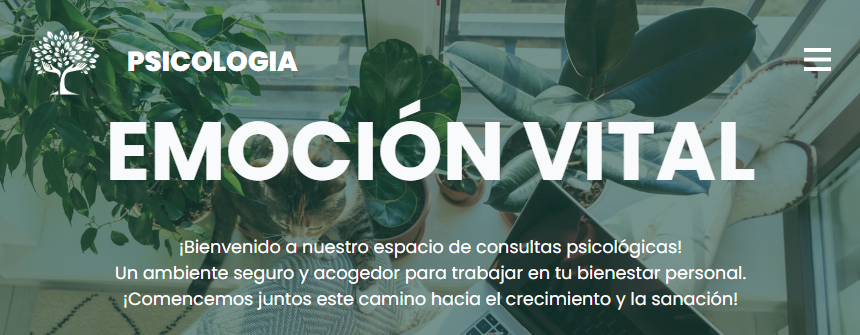 PSICOLOGIA
EMOCIÓN VITAL
¡Bienvenido a nuestro espacio de consultas psicológicas!
Un ambiente seguro y acogedor para trabajar en tu bienestar personal.
¡Comencemos juntos este camino hacia el crecimiento y la sanación!